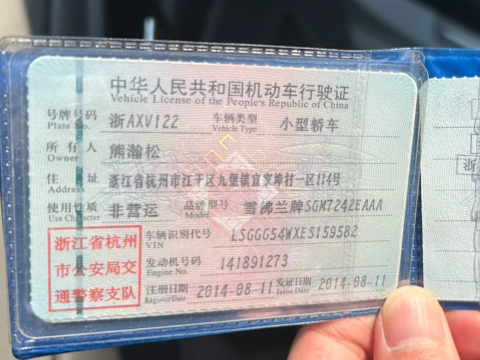 中华人民共和国机动车行驶证
Vehicle License of the People's Republic of China
号牌号码 浙AXV122 车辆类型 小型轿车
Plate No. Vehicle Type
所有人 熊瀚松
Owner
住址 浙江省杭州市江干区九堡镇宣家埠村一区114号
Address
使用性质 非营运 品牌型号 雪佛兰牌SGM7242EAAA
Use Character Model
浙江省杭州
市公安局交
通警察支队
车辆识别代号 LSGGG54WXES159582
VIN
发动机号码 141891273
Engine No.
注册日期 2014-08-11 发证日期 2014-08-11
Register Date Issue Date
浙